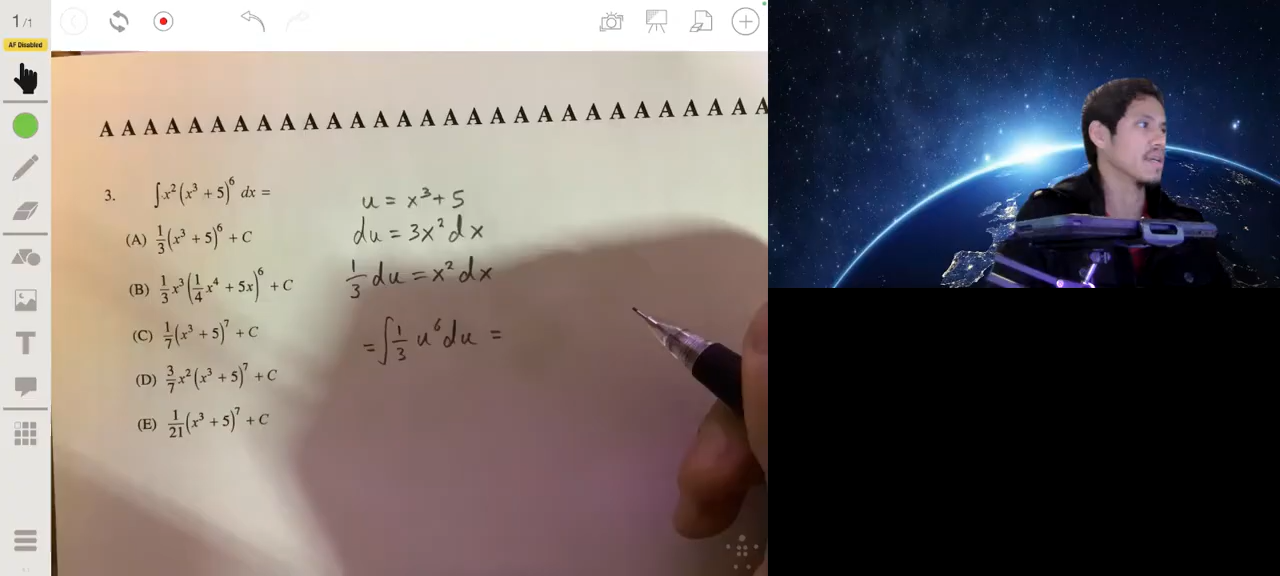 1/1
AF Disabled
A A A A A A A A A A A A A A A A A A A A A A A A A A A A A A
3. ∫x²(x³ + 5)⁶ dx =
(A) 1/3(x³ + 5)⁶ + C
(B) 1/3x³(1/4x⁴ + 5x)⁶ + C
(C) 1/7(x³ + 5)⁷ + C
(D) 3/7x²(x³ + 5)⁷ + C
(E) 1/21(x³ + 5)⁷ + C
u = x³ + 5
du = 3x² dx
1/3 du = x² dx
= ∫1/3 u⁶ du =